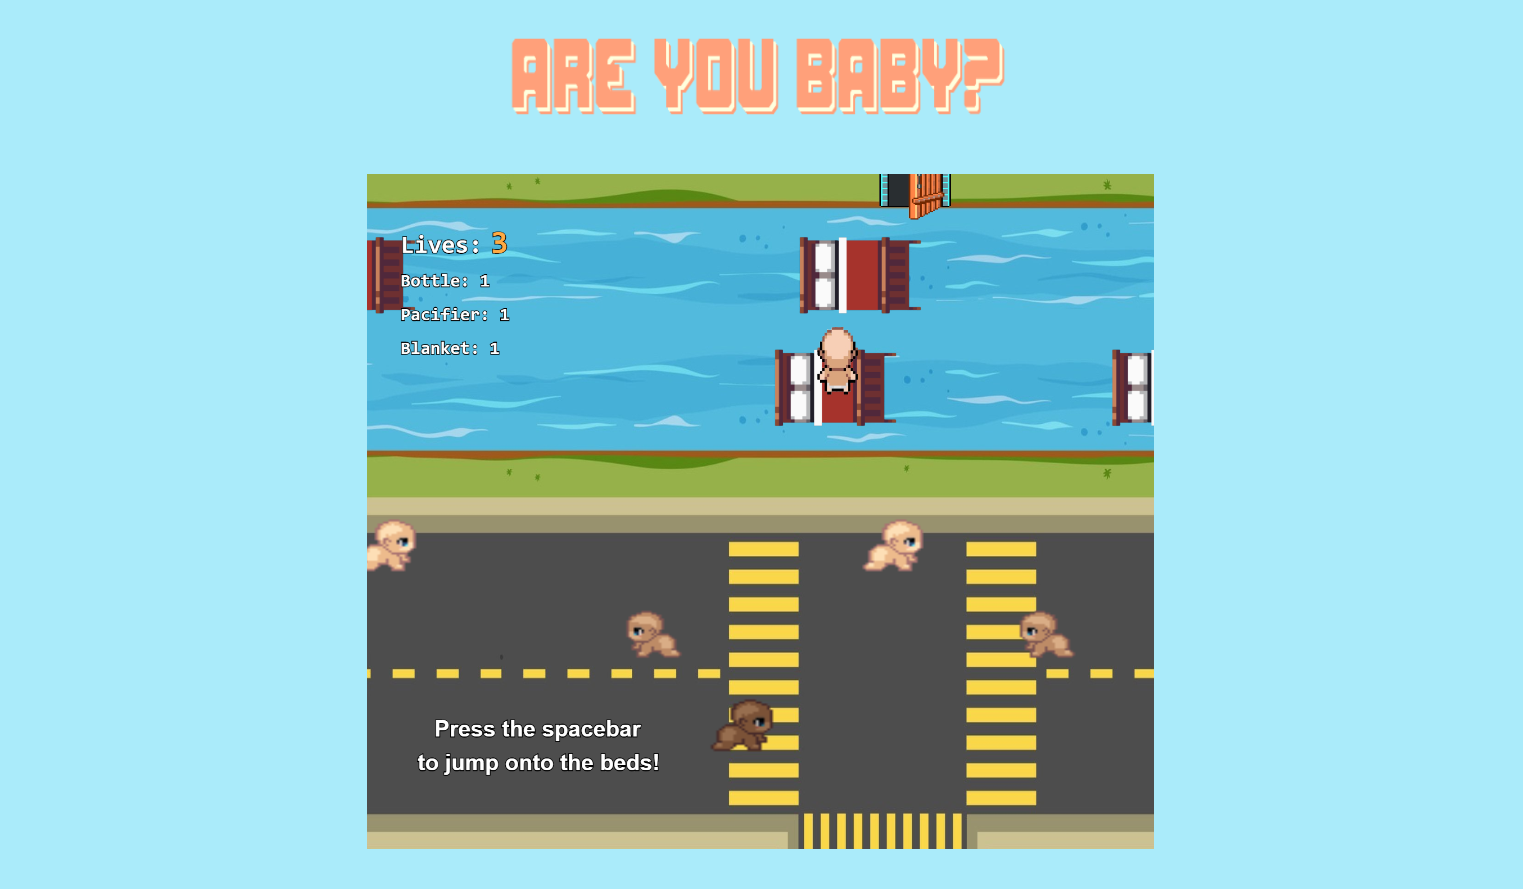 ARE YOU BABY?
Lives: 3
Bottle: 1
Pacifier: 1
Blanket: 1
Press the spacebar
to jump onto the beds!